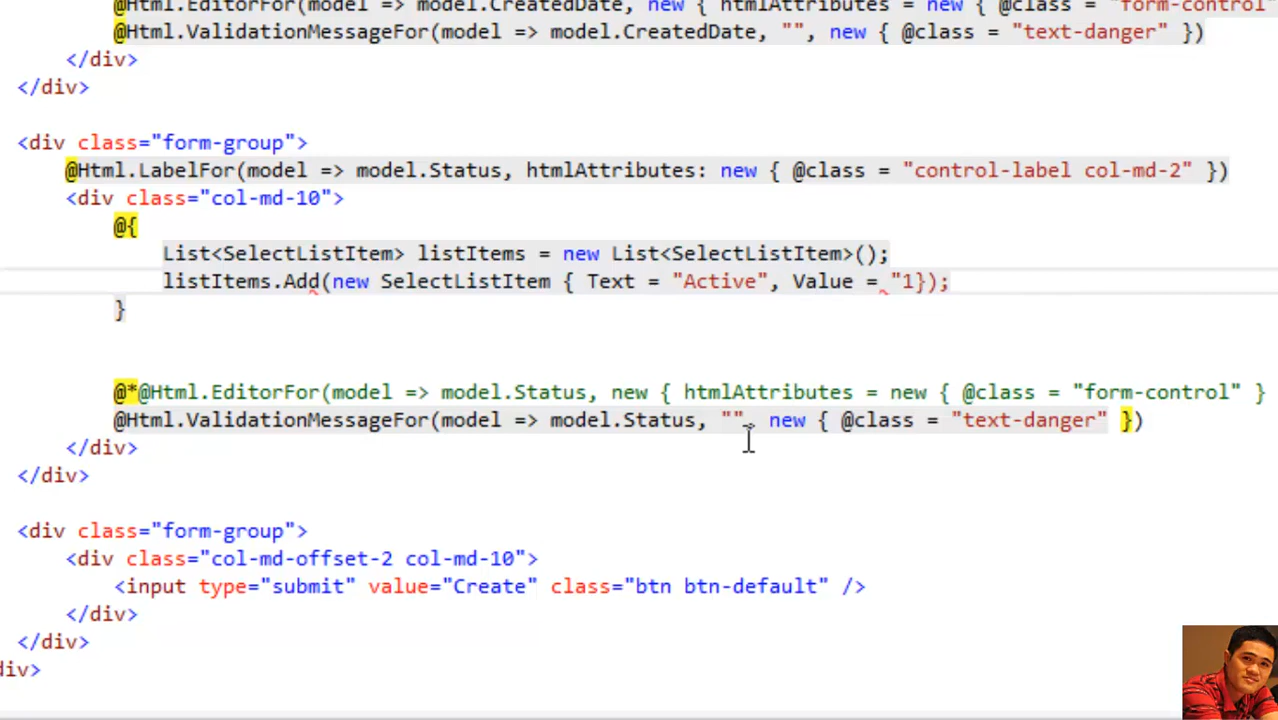 @Html.EditorFor(model => model.CreatedDate, new { htmlAttributes = new { @class = "form-control"
@Html.ValidationMessageFor(model => model.CreatedDate, "", new { @class = "text-danger" })
</div>
</div>
<div class="form-group">
@Html.LabelFor(model => model.Status, htmlAttributes: new { @class = "control-label col-md-2" })
<div class="col-md-10">
@{
List<SelectListItem> listItems = new List<SelectListItem>();
listItems.Add(new SelectListItem { Text = "Active", Value = "1});
}
@*@Html.EditorFor(model => model.Status, new { htmlAttributes = new { @class = "form-control" }
@Html.ValidationMessageFor(model => model.Status, "", new { @class = "text-danger" })
</div>
</div>
<div class="form-group">
<div class="col-md-offset-2 col-md-10">
<input type="submit" value="Create" class="btn btn-default" />
</div>
</div>
div>